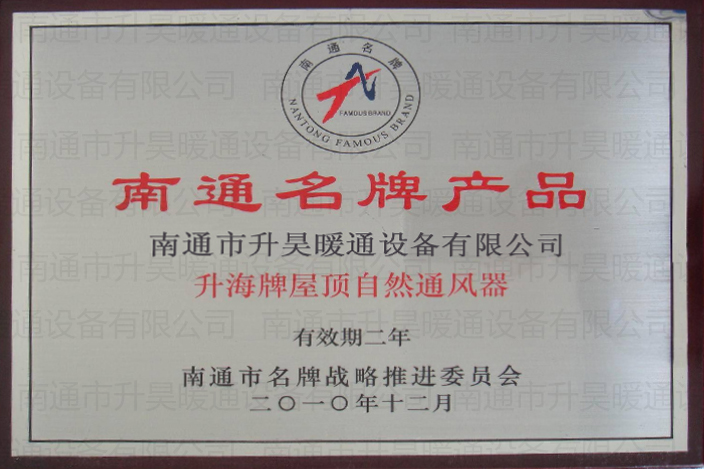 南通名牌
FAMOUS BRAND
NANTONG FAMOUS BRAND
南通名牌产品
南通市升昊暖通设备有限公司
升海牌屋顶自然通风器
有效期二年
南通市名牌战略推进委员会
二〇一〇年十二月